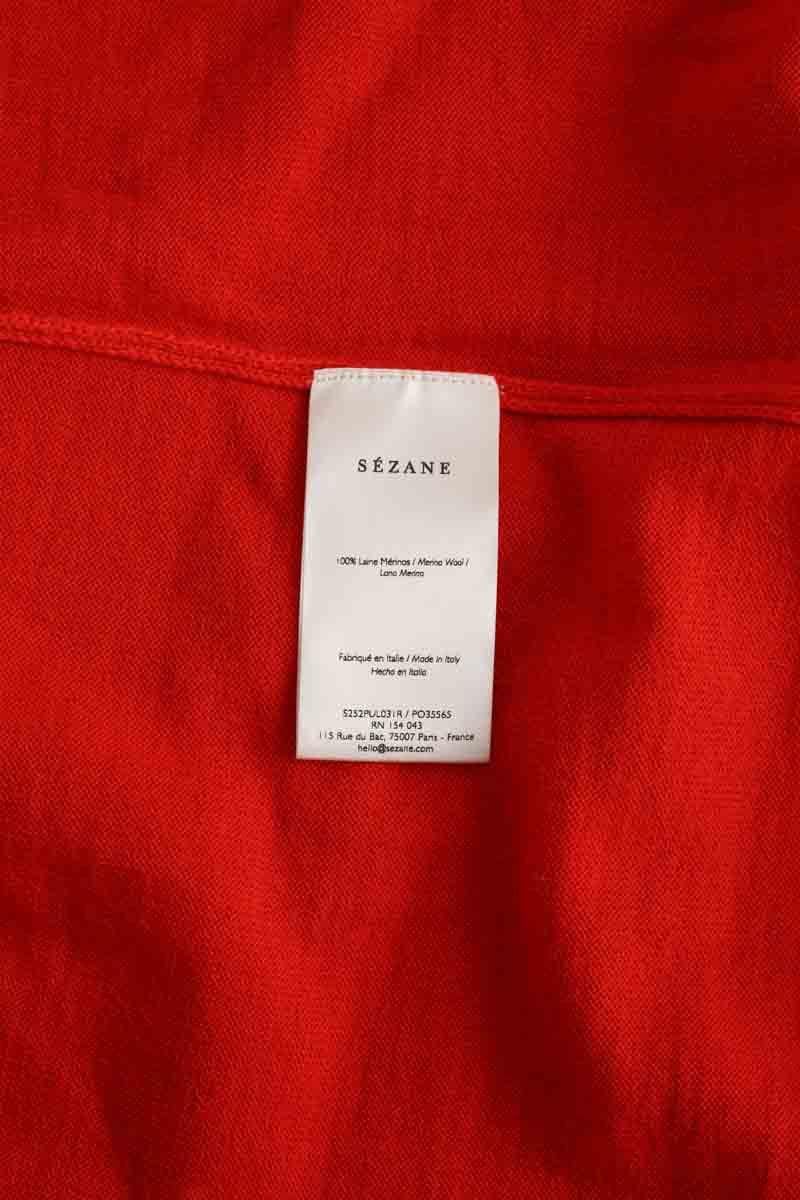 SÉZANE
100% Laine Mérinos / Merino Wool /
Lana Merino
Fabriqué en Italie / Made in Italy
Hecho en Italia
S252PUL031R / PO35565
RN 154 043
115 Rue du Bac, 75007 Paris - France
hello@sezane.com